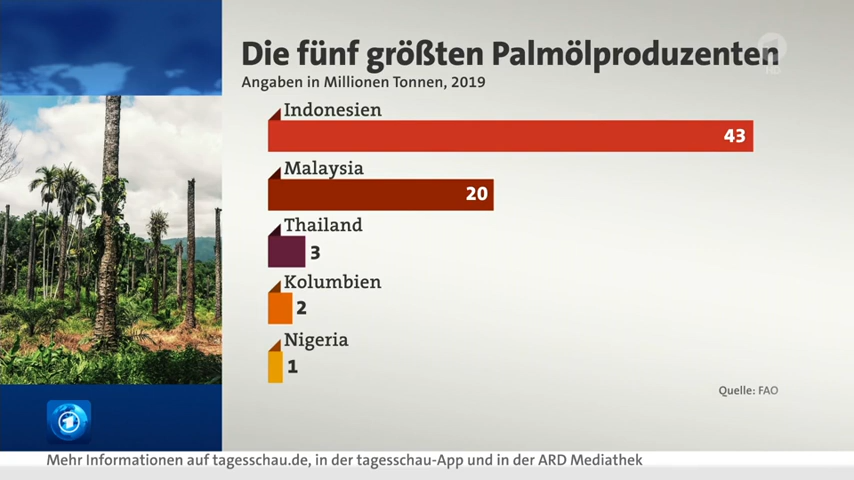 Die fünf größten Palmölproduzenten
Angaben in Millionen Tonnen, 2019
Indonesien
43
Malaysia
20
Thailand
3
Kolumbien
2
Nigeria
1
Quelle: FAO
Mehr Informationen auf tagesschau.de, in der tagesschau-App und in der ARD Mediathek